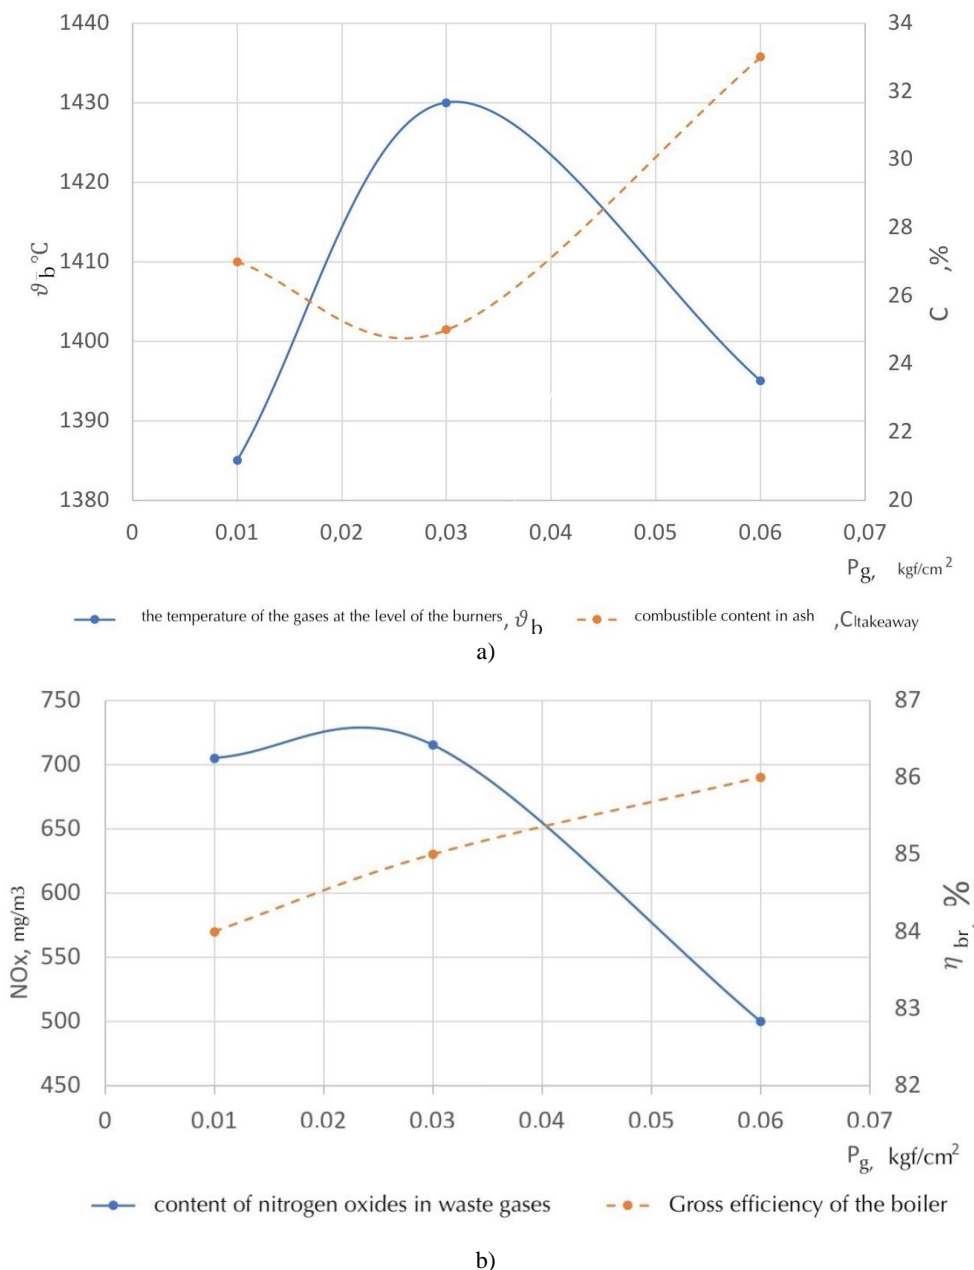 1440
1430
1420
1410
1400
1390
1380
ϑb°C
34
32
30
28
26
24
22
20
C ,%
0 0,01 0,02 0,03 0,04 0,05 0,06 0,07
Pg, kgf/cm²
the temperature of the gases at the level of the burners, ϑb combustible content in ash ,Cltakeaway
a)
750
700
650
600
550
500
450
NOx, mg/m3
87
86
85
84
83
82
η br, %
0 0.01 0.02 0.03 0.04 0.05 0.06 0.07
Pg, kgf/cm²
content of nitrogen oxides in waste gases Gross efficiency of the boiler
b)